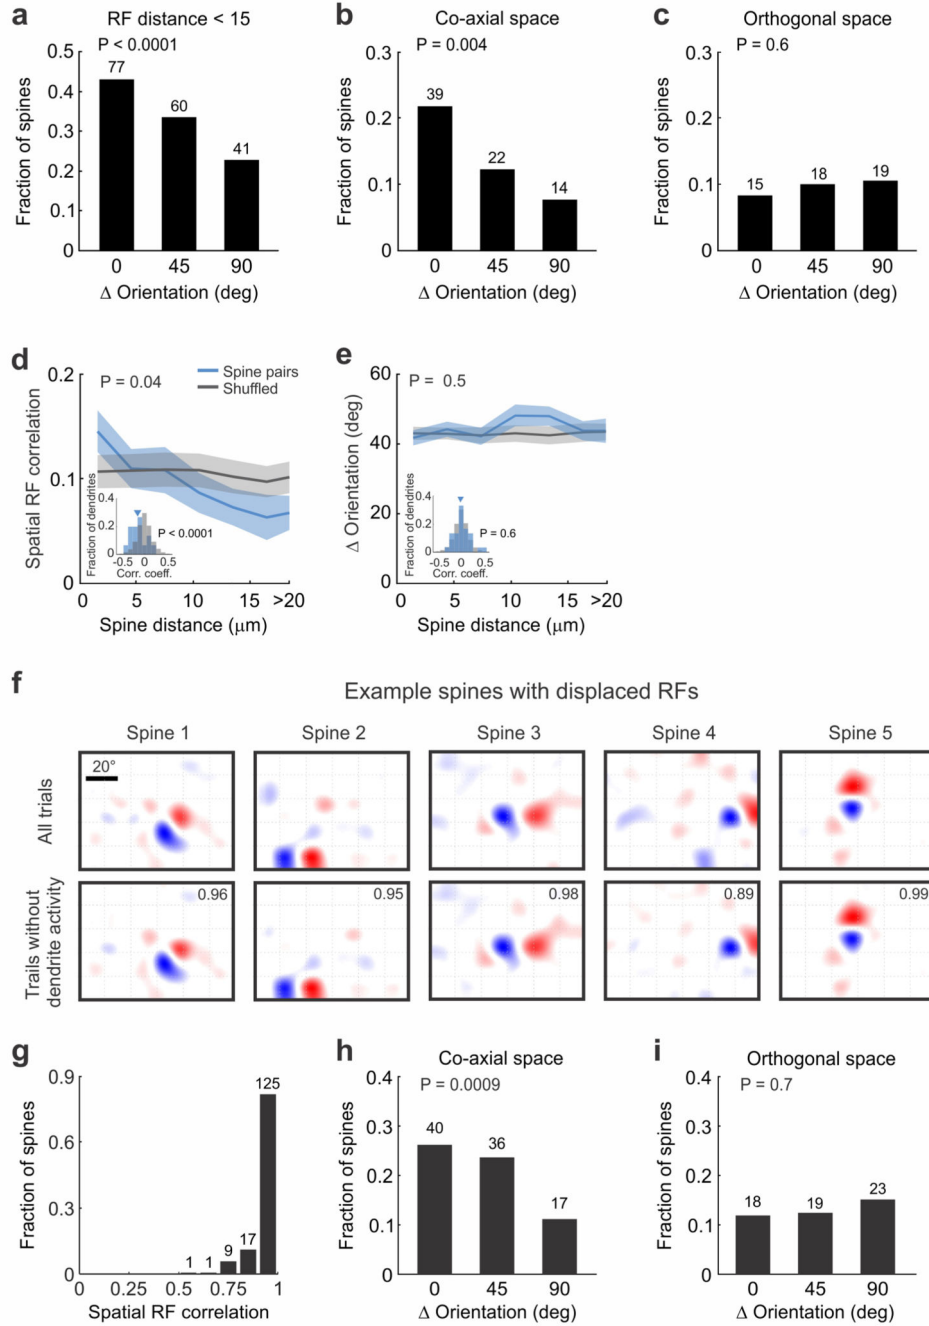 a
RF distance < 15
P < 0.0001
Fraction of spines
0.5
0.4
0.3
0.2
0.1
0
77
60
41
0 45 90
Δ Orientation (deg)
b
Co-axial space
P = 0.004
Fraction of spines
0.3
0.2
0.1
0
39
22
14
0 45 90
Δ Orientation (deg)
c
Orthogonal space
P = 0.6
Fraction of spines
0.3
0.2
0.1
0
15
18
19
0 45 90
Δ Orientation (deg)
d
P = 0.04
Spine pairs
Shuffled
Spatial RF correlation
0.2
0.1
0
Fraction of dendrites
0.4
0.2
0
P < 0.0001
-0.5 0 0.5
Corr. coeff.
0 5 10 15 >20
Spine distance (μm)
e
P = 0.5
Δ Orientation (deg)
60
40
20
0
Fraction of dendrites
0.4
0.2
0
P = 0.6
-0.5 0 0.5
Corr. coeff.
0 5 10 15 >20
Spine distance (μm)
f
Example spines with displaced RFs
Spine 1 Spine 2 Spine 3 Spine 4 Spine 5
All trials
20°
Trails without
dendrite activity
0.96 0.95 0.98 0.89 0.99
g
Fraction of spines
0.9
0.6
0.3
0
1 1 9 17 125
0 0.25 0.5 0.75 1
Spatial RF correlation
h
Co-axial space
P = 0.0009
Fraction of spines
0.4
0.3
0.2
0.1
0
40
36
17
0 45 90
Δ Orientation (deg)
i
Orthogonal space
P = 0.7
Fraction of spines
0.4
0.3
0.2
0.1
0
18
19
23
0 45 90
Δ Orientation (deg)